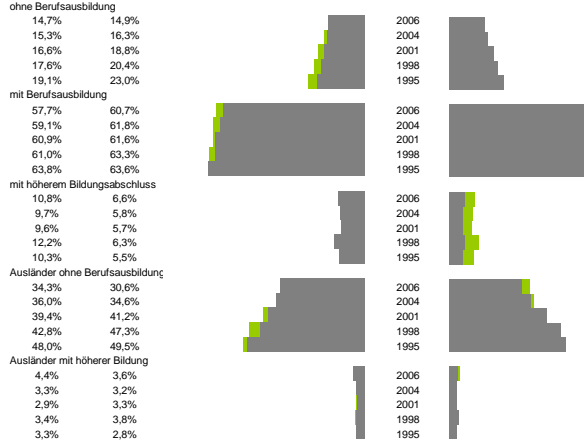 ohne Berufsausbildung
14,7% 14,9% 2006
15,3% 16,3% 2004
16,6% 18,8% 2001
17,6% 20,4% 1998
19,1% 23,0% 1995
mit Berufsausbildung
57,7% 60,7% 2006
59,1% 61,8% 2004
60,9% 61,6% 2001
61,0% 63,3% 1998
63,8% 63,6% 1995
mit höherem Bildungsabschluss
10,8% 6,6% 2006
9,7% 5,8% 2004
9,6% 5,7% 2001
12,2% 6,3% 1998
10,3% 5,5% 1995
Ausländer ohne Berufsausbildung
34,3% 30,6% 2006
36,0% 34,6% 2004
39,4% 41,2% 2001
42,8% 47,3% 1998
48,0% 49,5% 1995
Ausländer mit höherer Bildung
4,4% 3,6% 2006
3,3% 3,2% 2004
2,9% 3,3% 2001
3,4% 3,8% 1998
3,3% 2,8% 1995